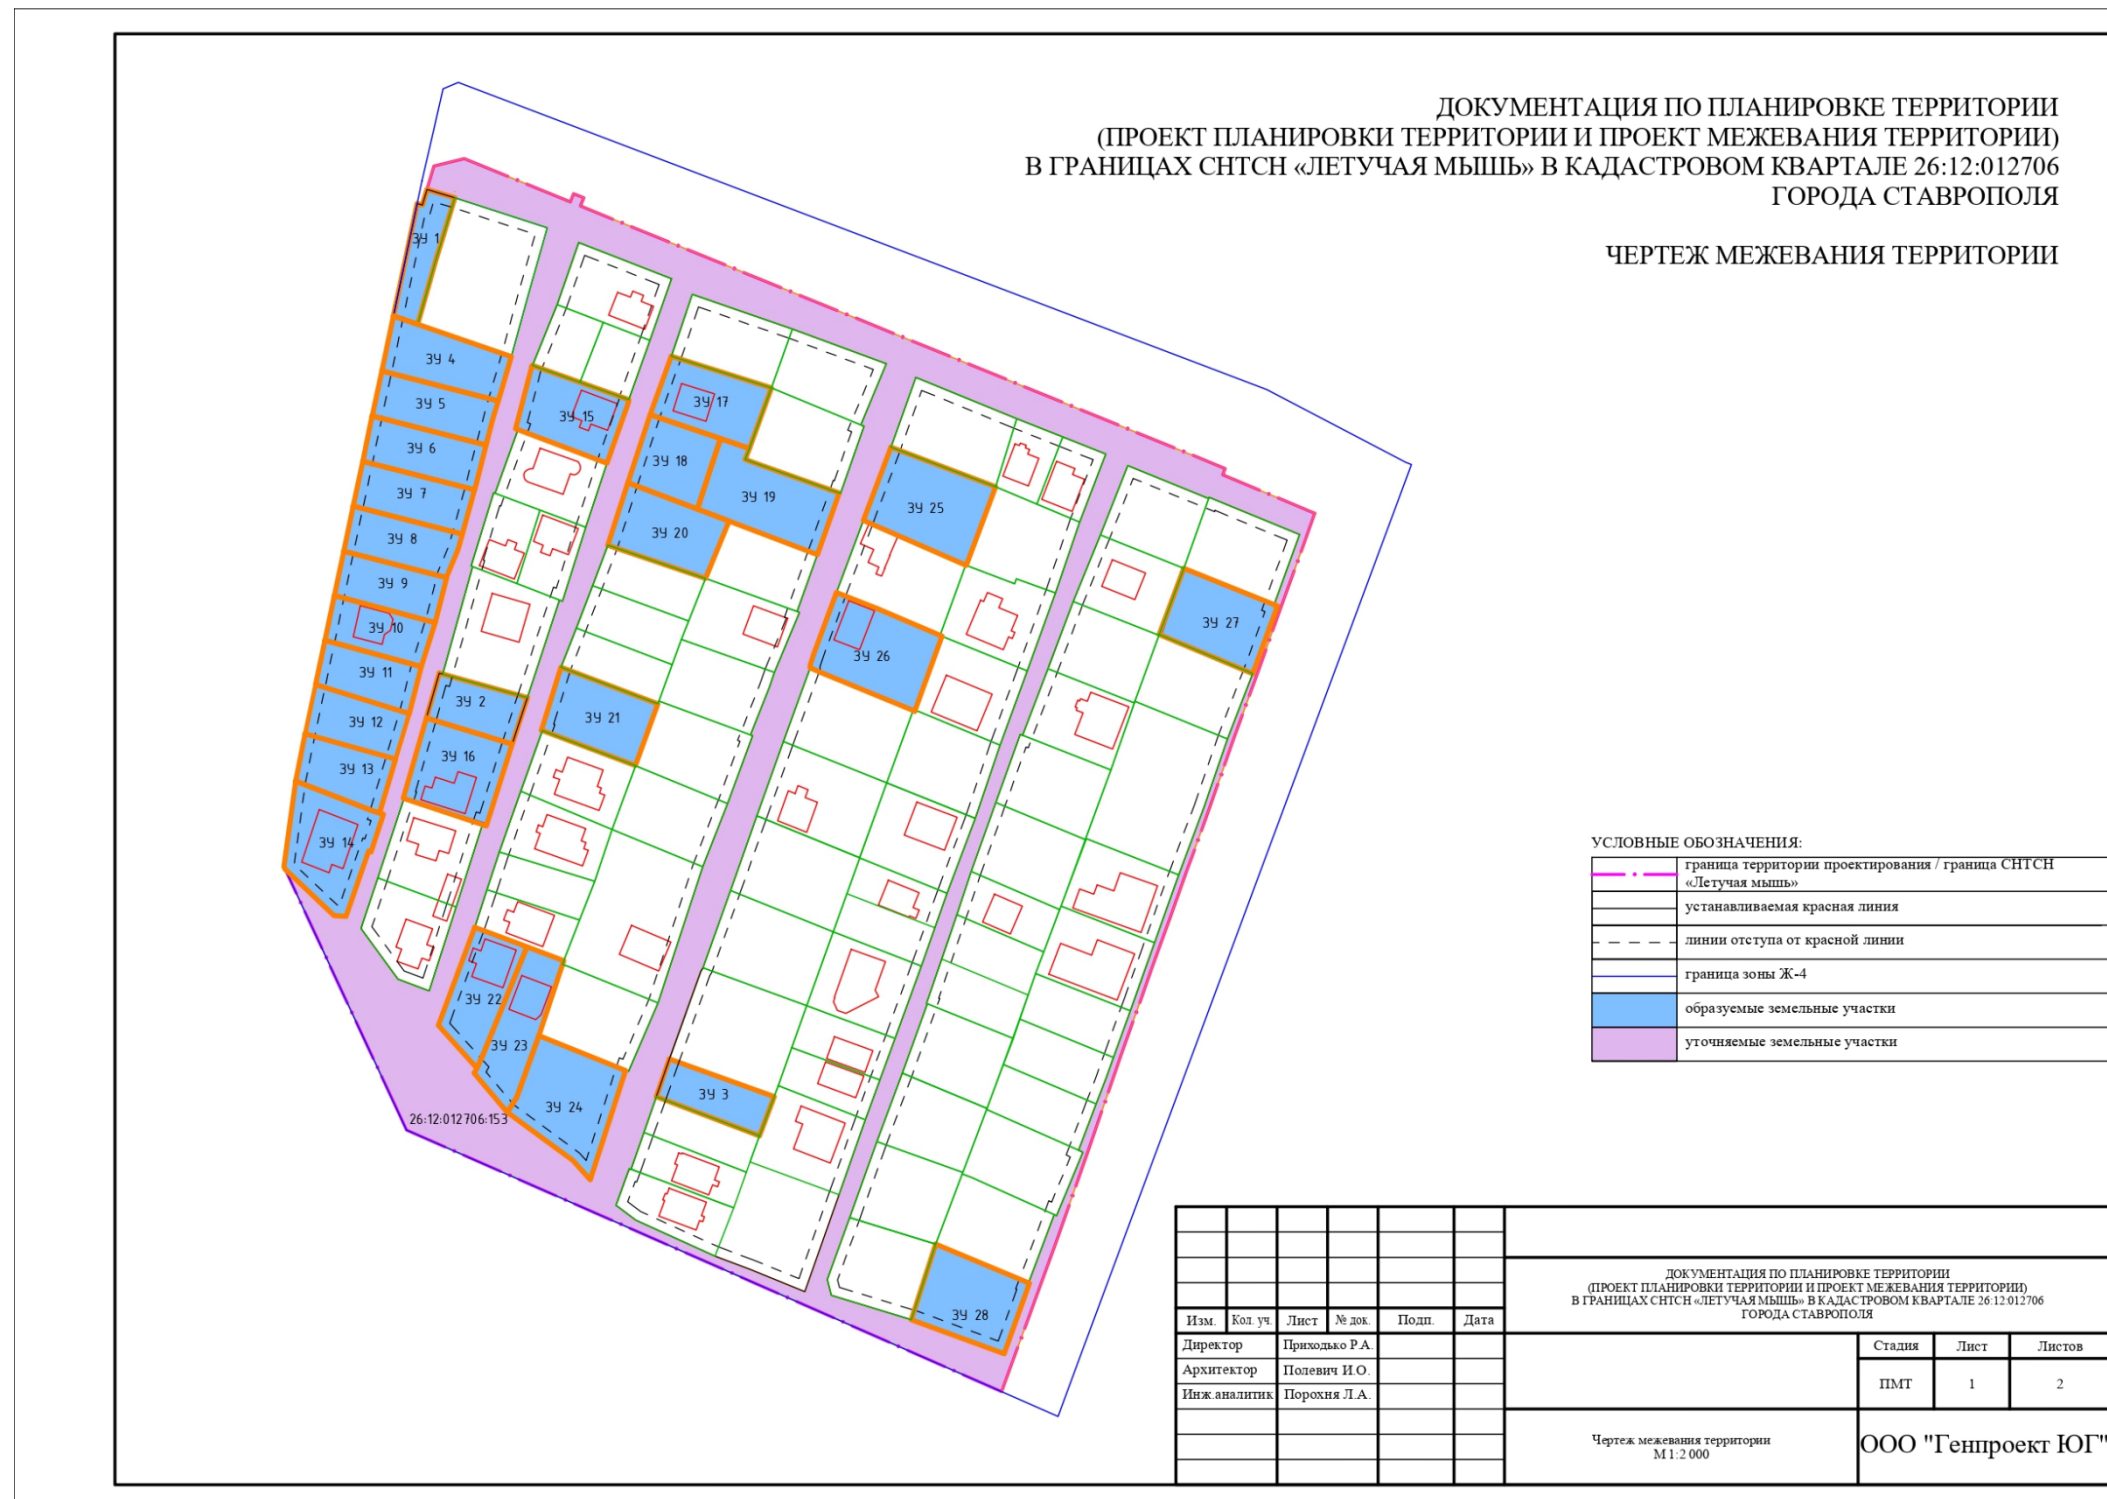 ДОКУМЕНТАЦИЯ ПО ПЛАНИРОВКЕ ТЕРРИТОРИИ
(ПРОЕКТ ПЛАНИРОВКИ ТЕРРИТОРИИ И ПРОЕКТ МЕЖЕВАНИЯ ТЕРРИТОРИИ)
В ГРАНИЦАХ СНТСН «ЛЕТУЧАЯ МЫШЬ» В КАДАСТРОВОМ КВАРТАЛЕ 26:12:012706
ГОРОДА СТАВРОПОЛЯ
ЧЕРТЕЖ МЕЖЕВАНИЯ ТЕРРИТОРИИ
ЗУ 1
ЗУ 4
ЗУ 5
ЗУ 6
ЗУ 7
ЗУ 8
ЗУ 9
ЗУ 10
ЗУ 11
ЗУ 12
ЗУ 13
ЗУ 14
ЗУ 15
ЗУ 2
ЗУ 16
ЗУ 17
ЗУ 18
ЗУ 19
ЗУ 20
ЗУ 21
ЗУ 22
ЗУ 23
ЗУ 24
ЗУ 25
ЗУ 26
ЗУ 3
ЗУ 27
ЗУ 28
26:12:012706:153
УСЛОВНЫЕ ОБОЗНАЧЕНИЯ:
граница территории проектирования / граница СНТСН
«Летучая мышь»
устанавливаемая красная линия
линии отступа от красной линии
граница зоны Ж-4
образуемые земельные участки
уточняемые земельные участки
ДОКУМЕНТАЦИЯ ПО ПЛАНИРОВКЕ ТЕРРИТОРИИ
(ПРОЕКТ ПЛАНИРОВКИ ТЕРРИТОРИИ И ПРОЕКТ МЕЖЕВАНИЯ ТЕРРИТОРИИ)
В ГРАНИЦАХ СНТСН «ЛЕТУЧАЯ МЫШЬ» В КАДАСТРОВОМ КВАРТАЛЕ 26:12:012706
ГОРОДА СТАВРОПОЛЯ
Изм. Кол. уч. Лист № док. Подп. Дата
Директор Приходько Р.А.
Архитектор Полевич И.О.
Инж.аналитик Порохня Л.А.
Стадия Лист Листов
ПМТ 1 2
Чертеж межевания территории
М 1:2 000
ООО "Генпроект ЮГ"